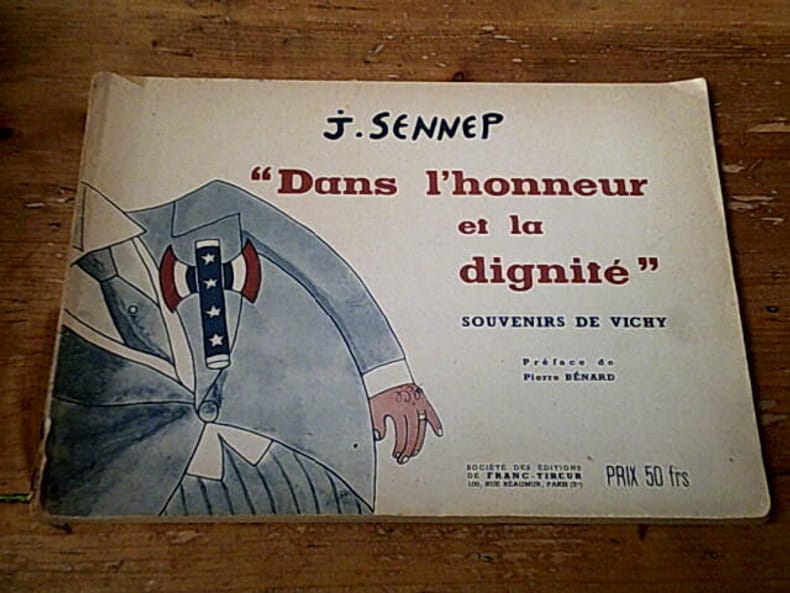 J. SENNEP
"Dans l'honneur
et la
dignité"
SOUVENIRS DE VICHY
Préface de
Pierre BÉNARD
SOCIÉTÉ DES ÉDITIONS
DE FRANC-TIREUR
100, RUE RÉAUMUR, PARIS (2e)
PRIX 50 frs